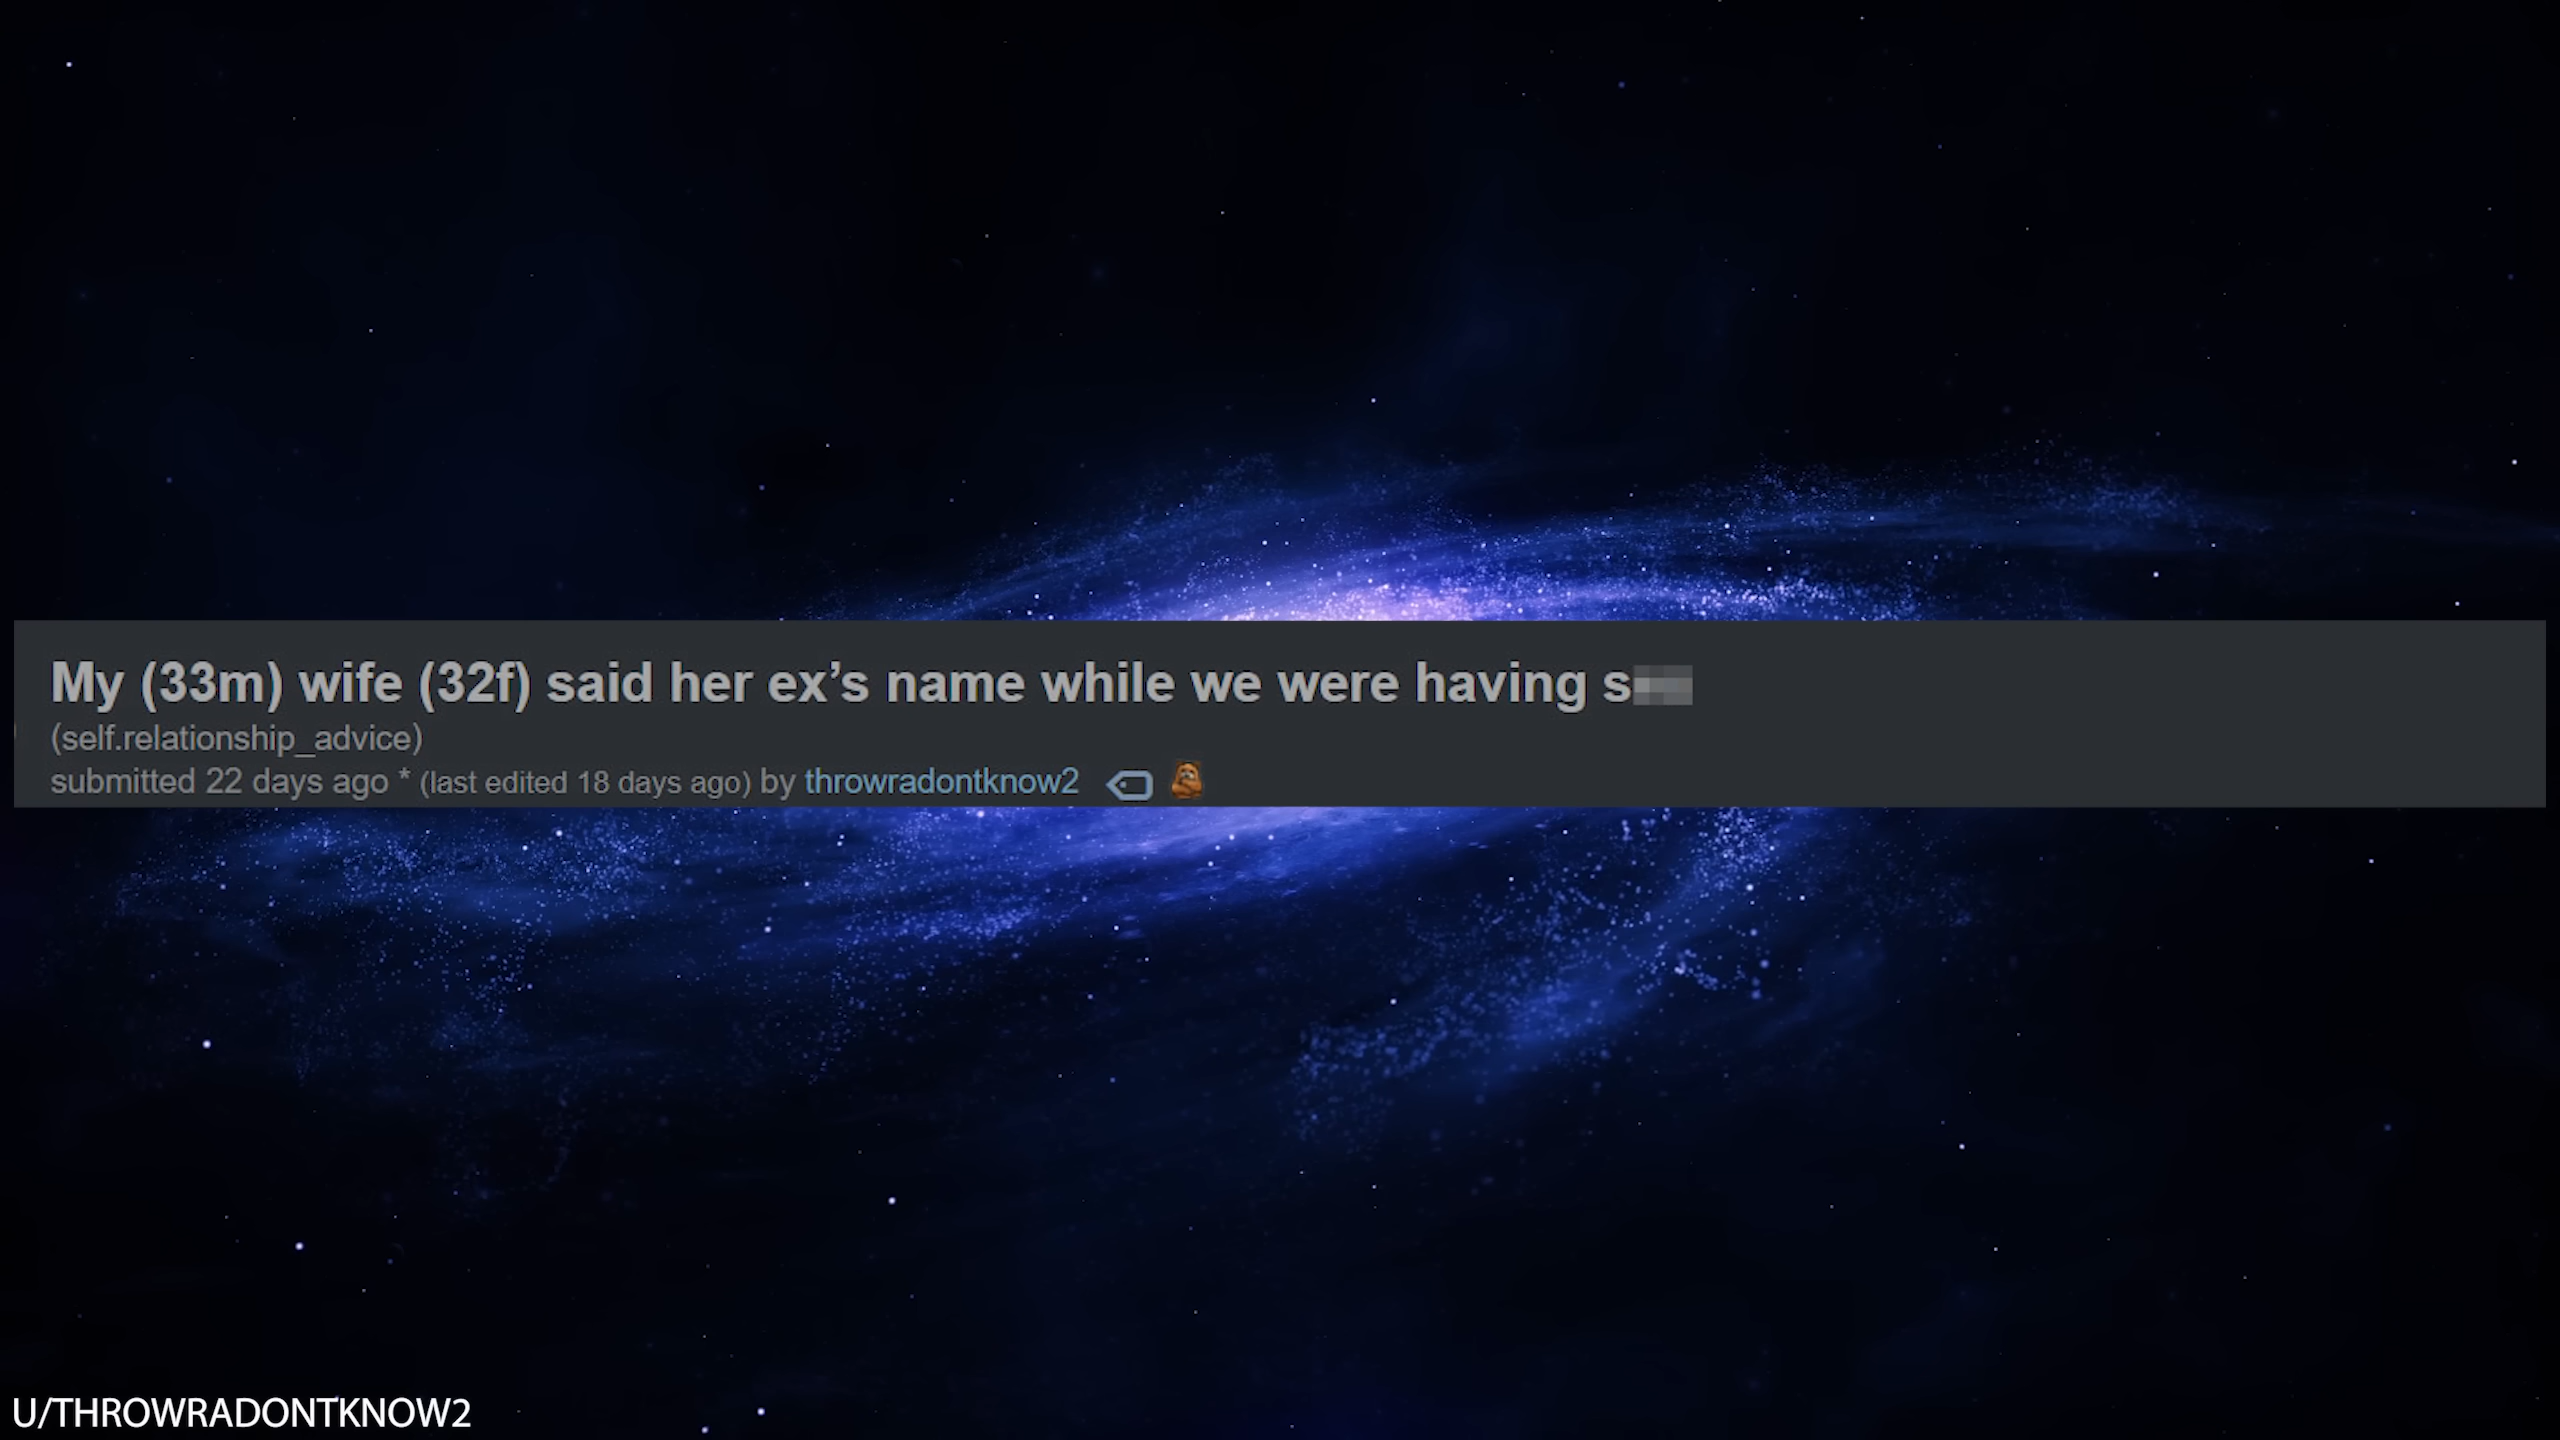 My (33m) wife (32f) said her ex’s name while we were having s
(self.relationship_advice)
submitted 22 days ago * (last edited 18 days ago) by throwradontknow2
U/THROWRADONTKNOW2